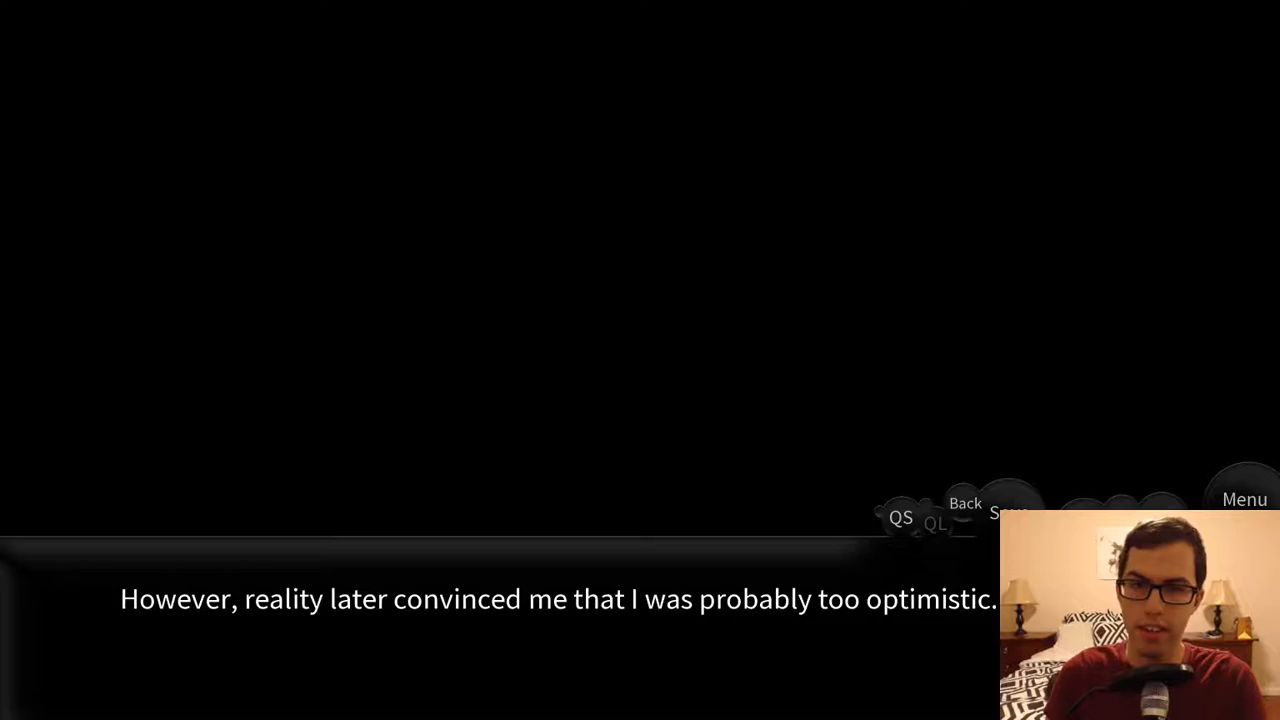 Back
Menu
QS QL
However, reality later convinced me that I was probably too optimistic.